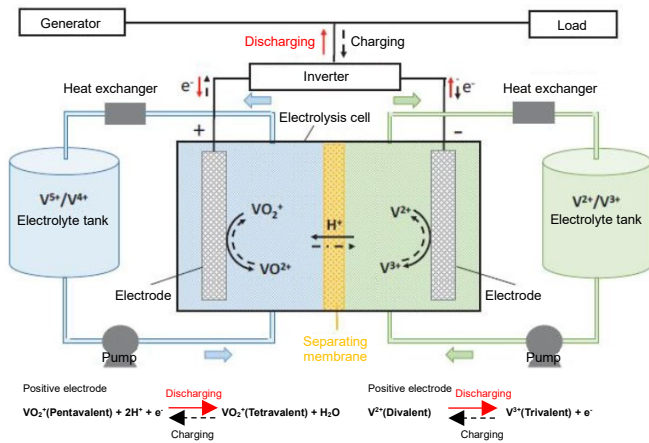 Generator
Load
Discharging
Charging
Inverter
e⁻
e⁻
Heat exchanger
Heat exchanger
Electrolysis cell
+
−
V⁵⁺/V⁴⁺
Electrolyte tank
VO₂⁺
VO²⁺
H⁺
V²⁺
V³⁺
V²⁺/V³⁺
Electrolyte tank
Electrode
Electrode
Separating
membrane
Pump
Pump
Positive electrode
VO₂⁺(Pentavalent) + 2H⁺ + e⁻
Discharging
Charging
VO₂⁺(Tetravalent) + H₂O
Positive electrode
V²⁺(Divalent)
Discharging
Charging
V³⁺(Trivalent) + e⁻